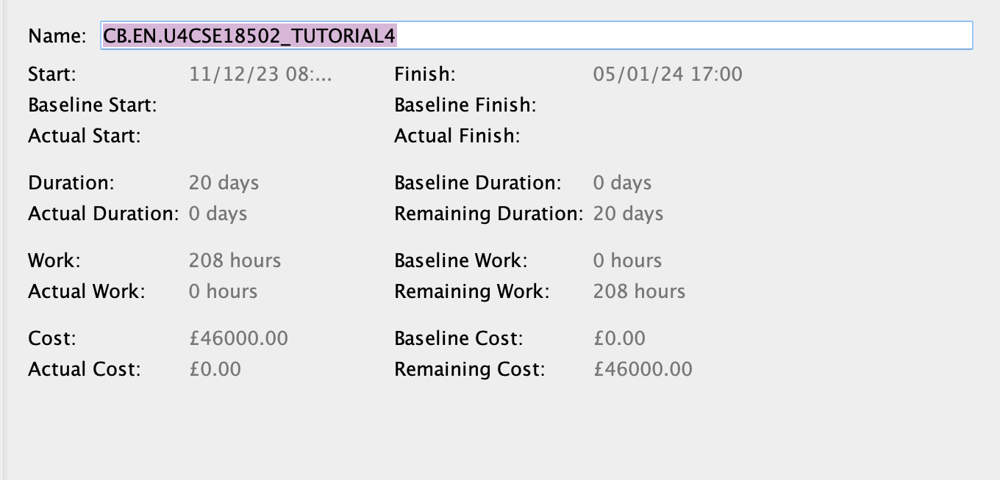 Name: CB.EN.U4CSE18502_TUTORIAL4
Start: 11/12/23 08:... Finish: 05/01/24 17:00
Baseline Start: Baseline Finish:
Actual Start: Actual Finish:
Duration: 20 days Baseline Duration: 0 days
Actual Duration: 0 days Remaining Duration: 20 days
Work: 208 hours Baseline Work: 0 hours
Actual Work: 0 hours Remaining Work: 208 hours
Cost: £46000.00 Baseline Cost: £0.00
Actual Cost: £0.00 Remaining Cost: £46000.00